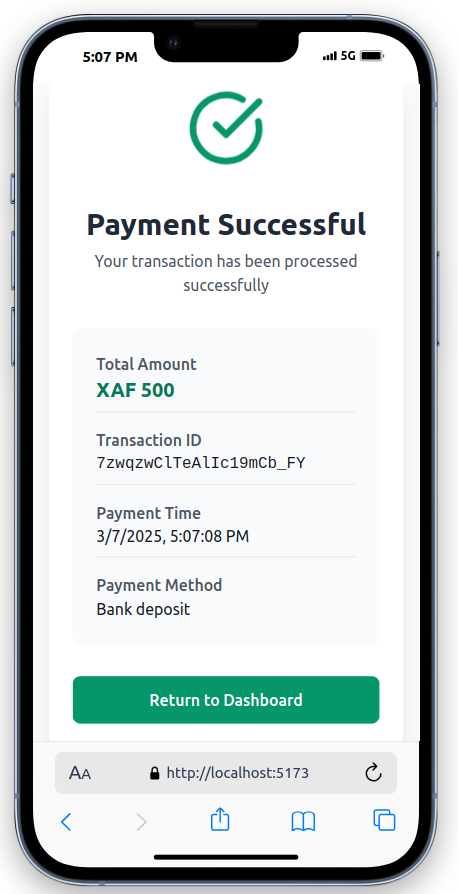 5:07 PM
5G
Payment Successful
Your transaction has been processed
successfully
Total Amount
XAF 500
Transaction ID
7zwqzwClTeAlIc19mCb_FY
Payment Time
3/7/2025, 5:07:08 PM
Payment Method
Bank deposit
Return to Dashboard
AA http://localhost:5173